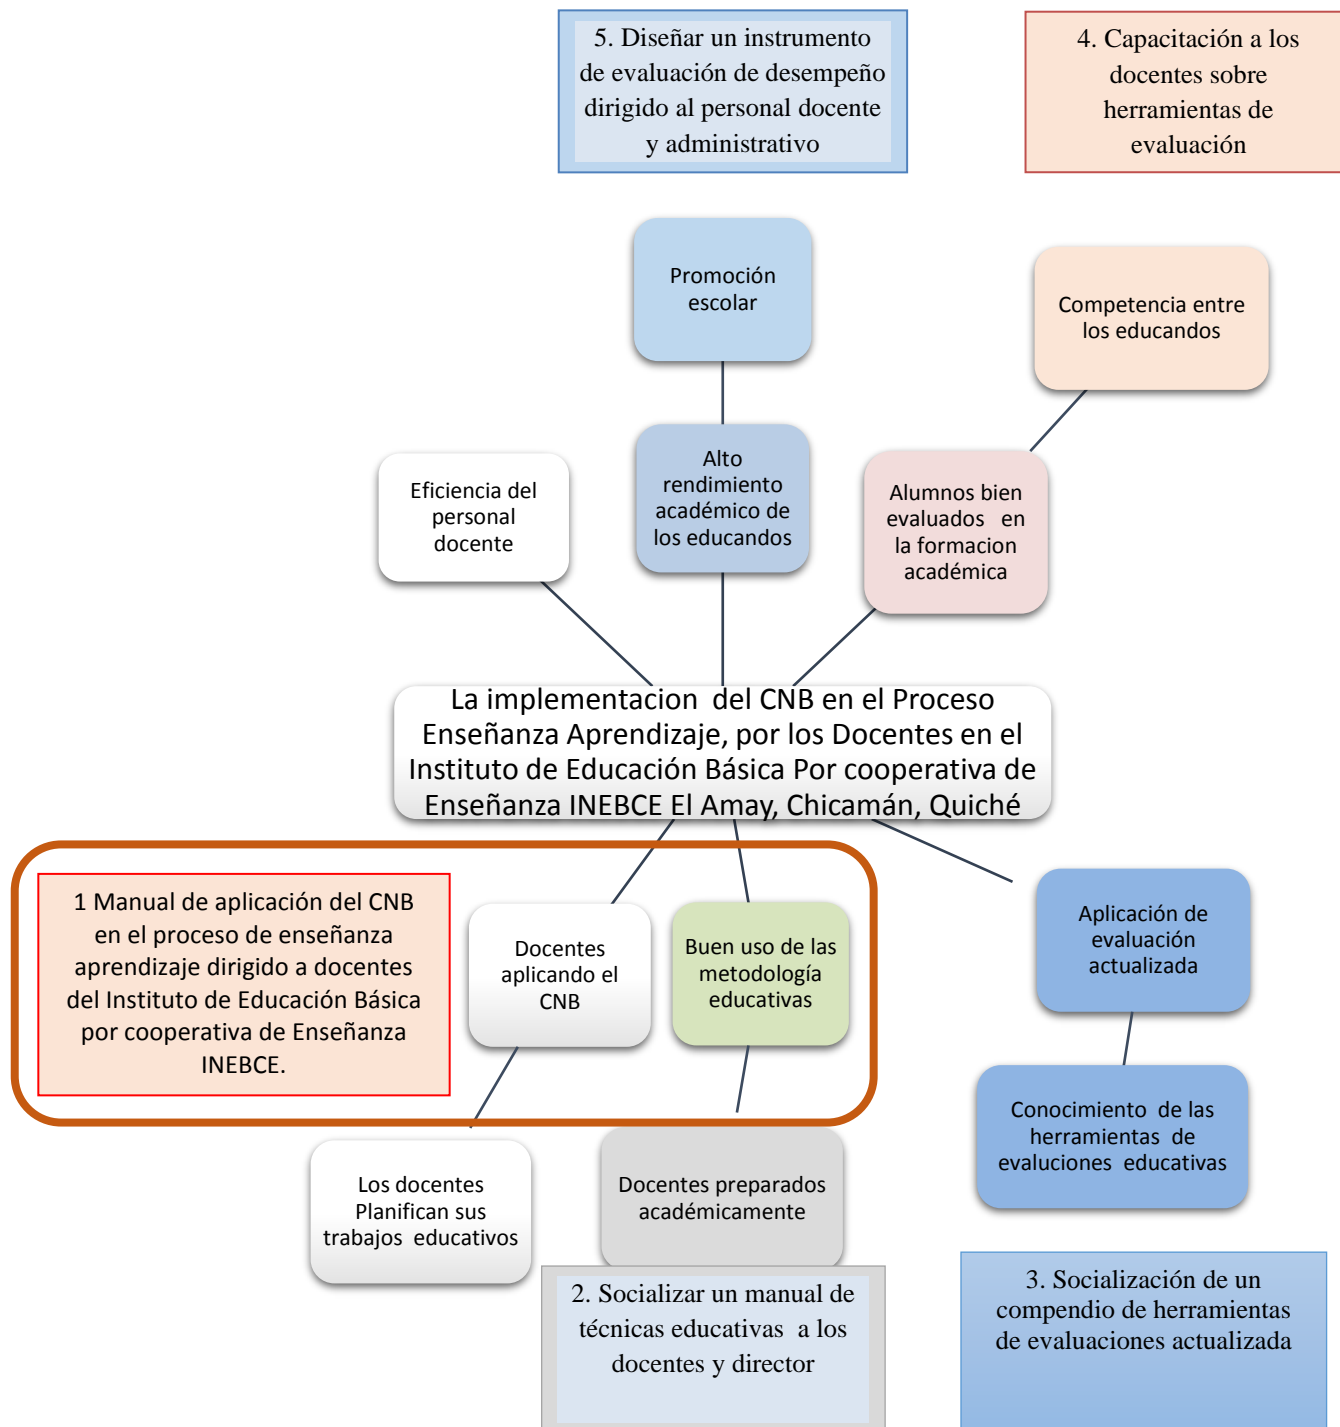 5. Diseñar un instrumento
de evaluación de desempeño
dirigido al personal docente
y administrativo
4. Capacitación a los
docentes sobre
herramientas de
evaluación
Promoción
escolar
Competencia entre
los educandos
Eficiencia del
personal
docente
Alto
rendimiento
académico de
los educandos
Alumnos bien
evaluados en
la formacion
académica
La implementacion del CNB en el Proceso
Enseñanza Aprendizaje, por los Docentes en el
Instituto de Educación Básica Por cooperativa de
Enseñanza INEBCE El Amay, Chicamán, Quiché
1 Manual de aplicación del CNB
en el proceso de enseñanza
aprendizaje dirigido a docentes
del Instituto de Educación Básica
por cooperativa de Enseñanza
INEBCE.
Docentes
aplicando el
CNB
Buen uso de las
metodología
educativas
Aplicación de
evaluación
actualizada
Los docentes
Planifican sus
trabajos educativos
Docentes preparados
académicamente
Conocimiento de las
herramientas de
evaluciones educativas
2. Socializar un manual de
técnicas educativas a los
docentes y director
3. Socialización de un
compendio de herramientas
de evaluaciones actualizada